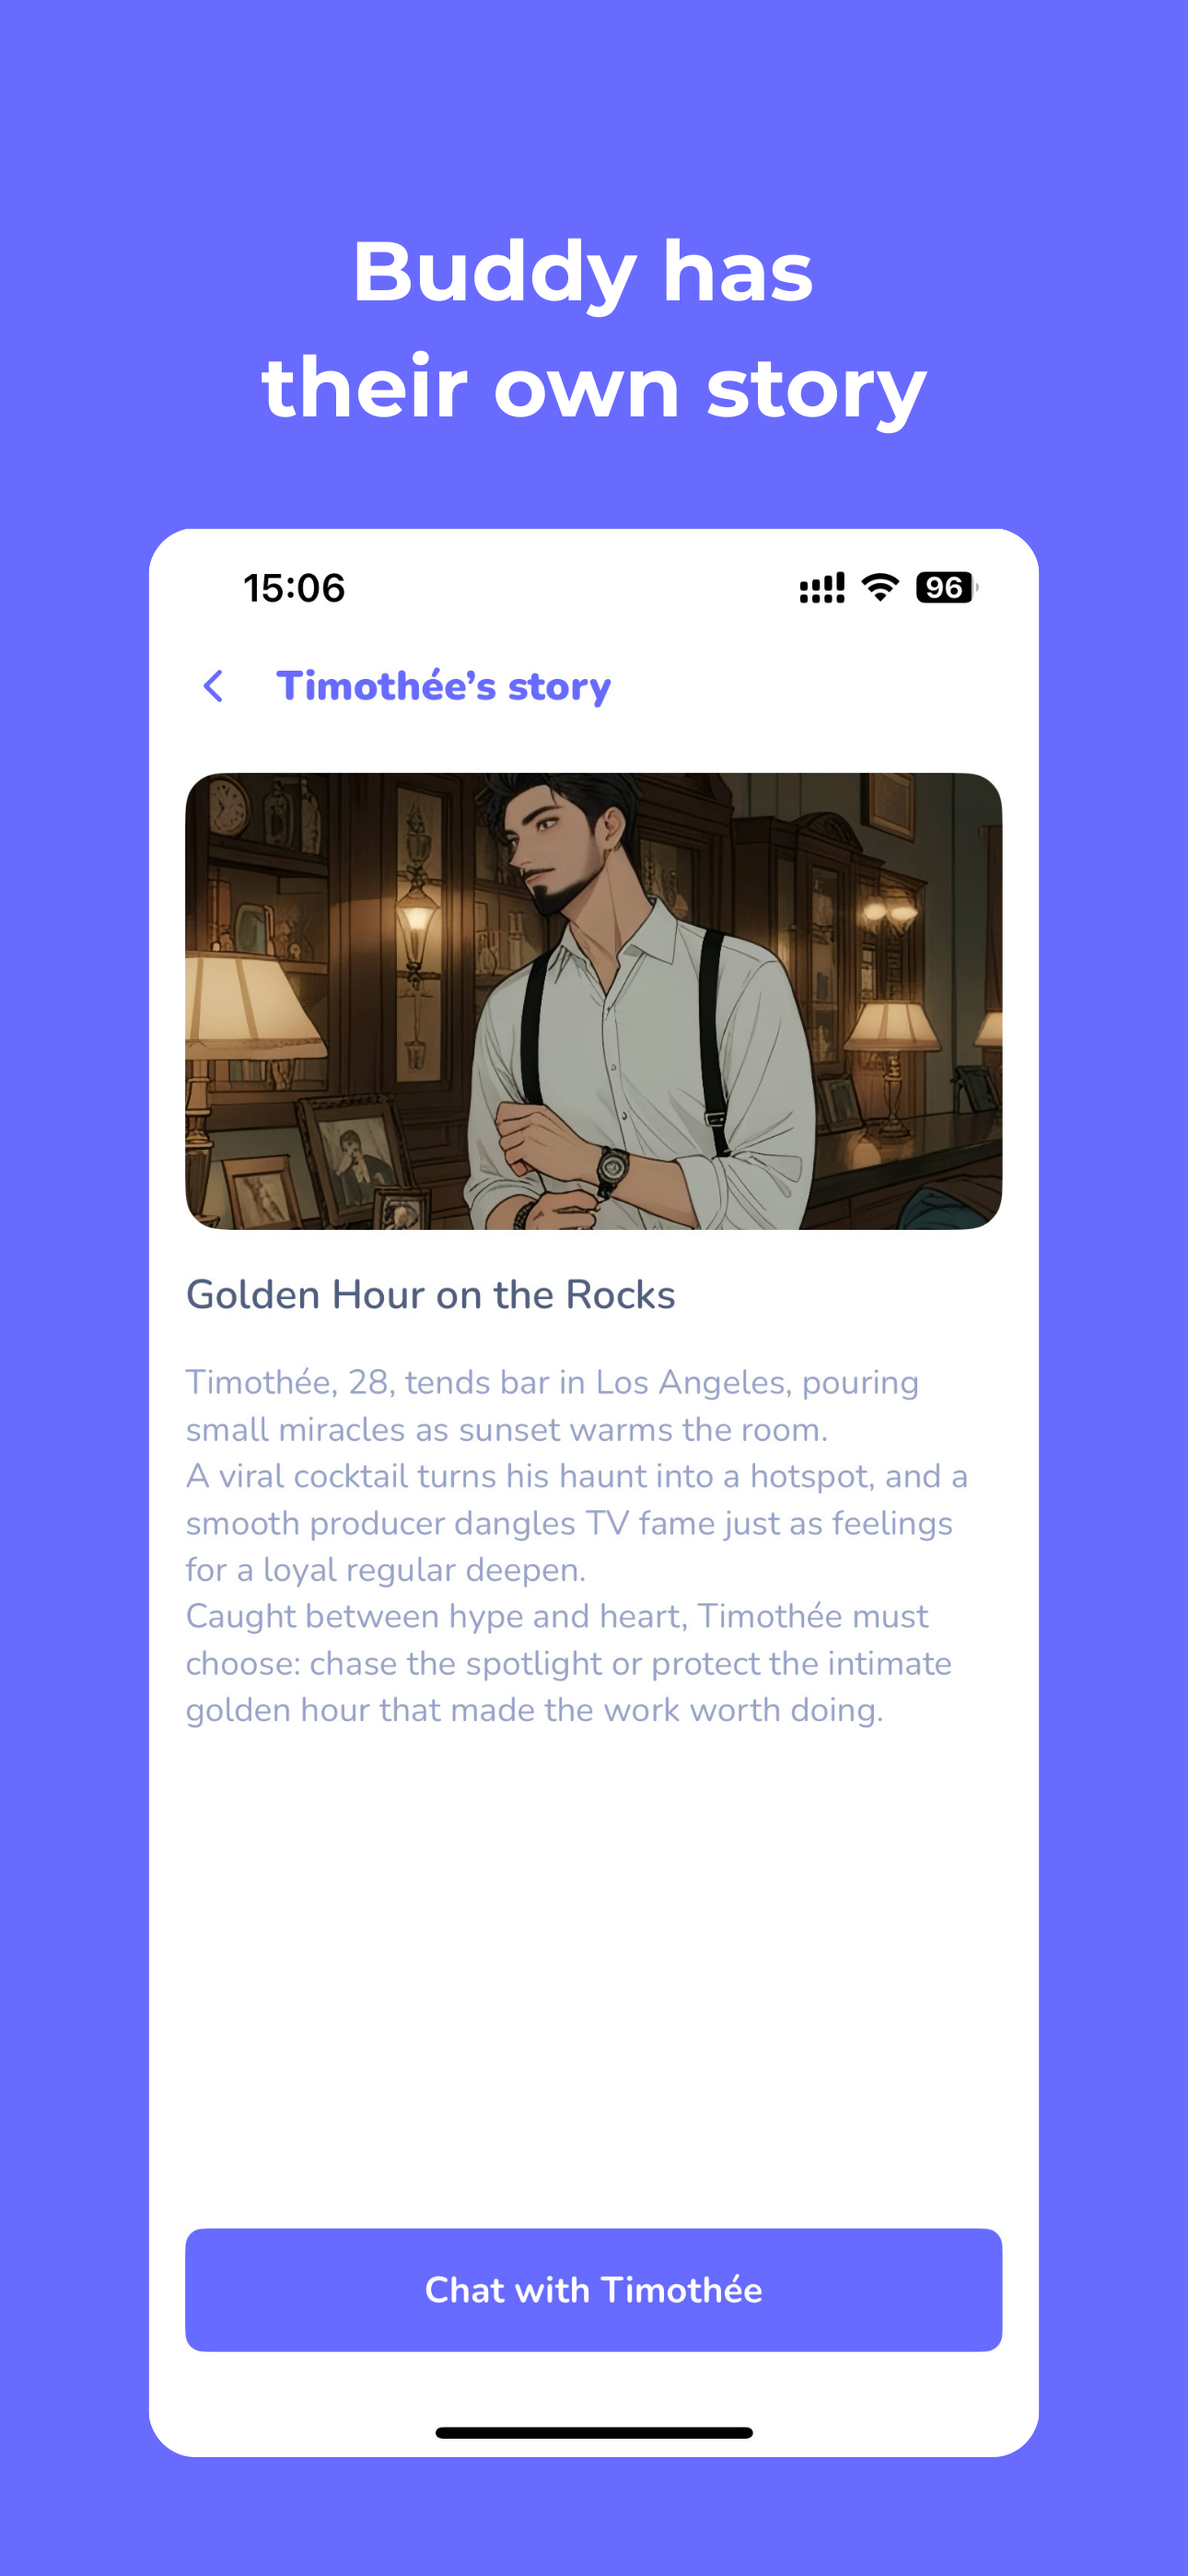 Buddy has
their own story
15:06
96
Timothée’s story
Golden Hour on the Rocks
Timothée, 28, tends bar in Los Angeles, pouring
small miracles as sunset warms the room.
A viral cocktail turns his haunt into a hotspot, and a
smooth producer dangles TV fame just as feelings
for a loyal regular deepen.
Caught between hype and heart, Timothée must
choose: chase the spotlight or protect the intimate
golden hour that made the work worth doing.
Chat with Timothée